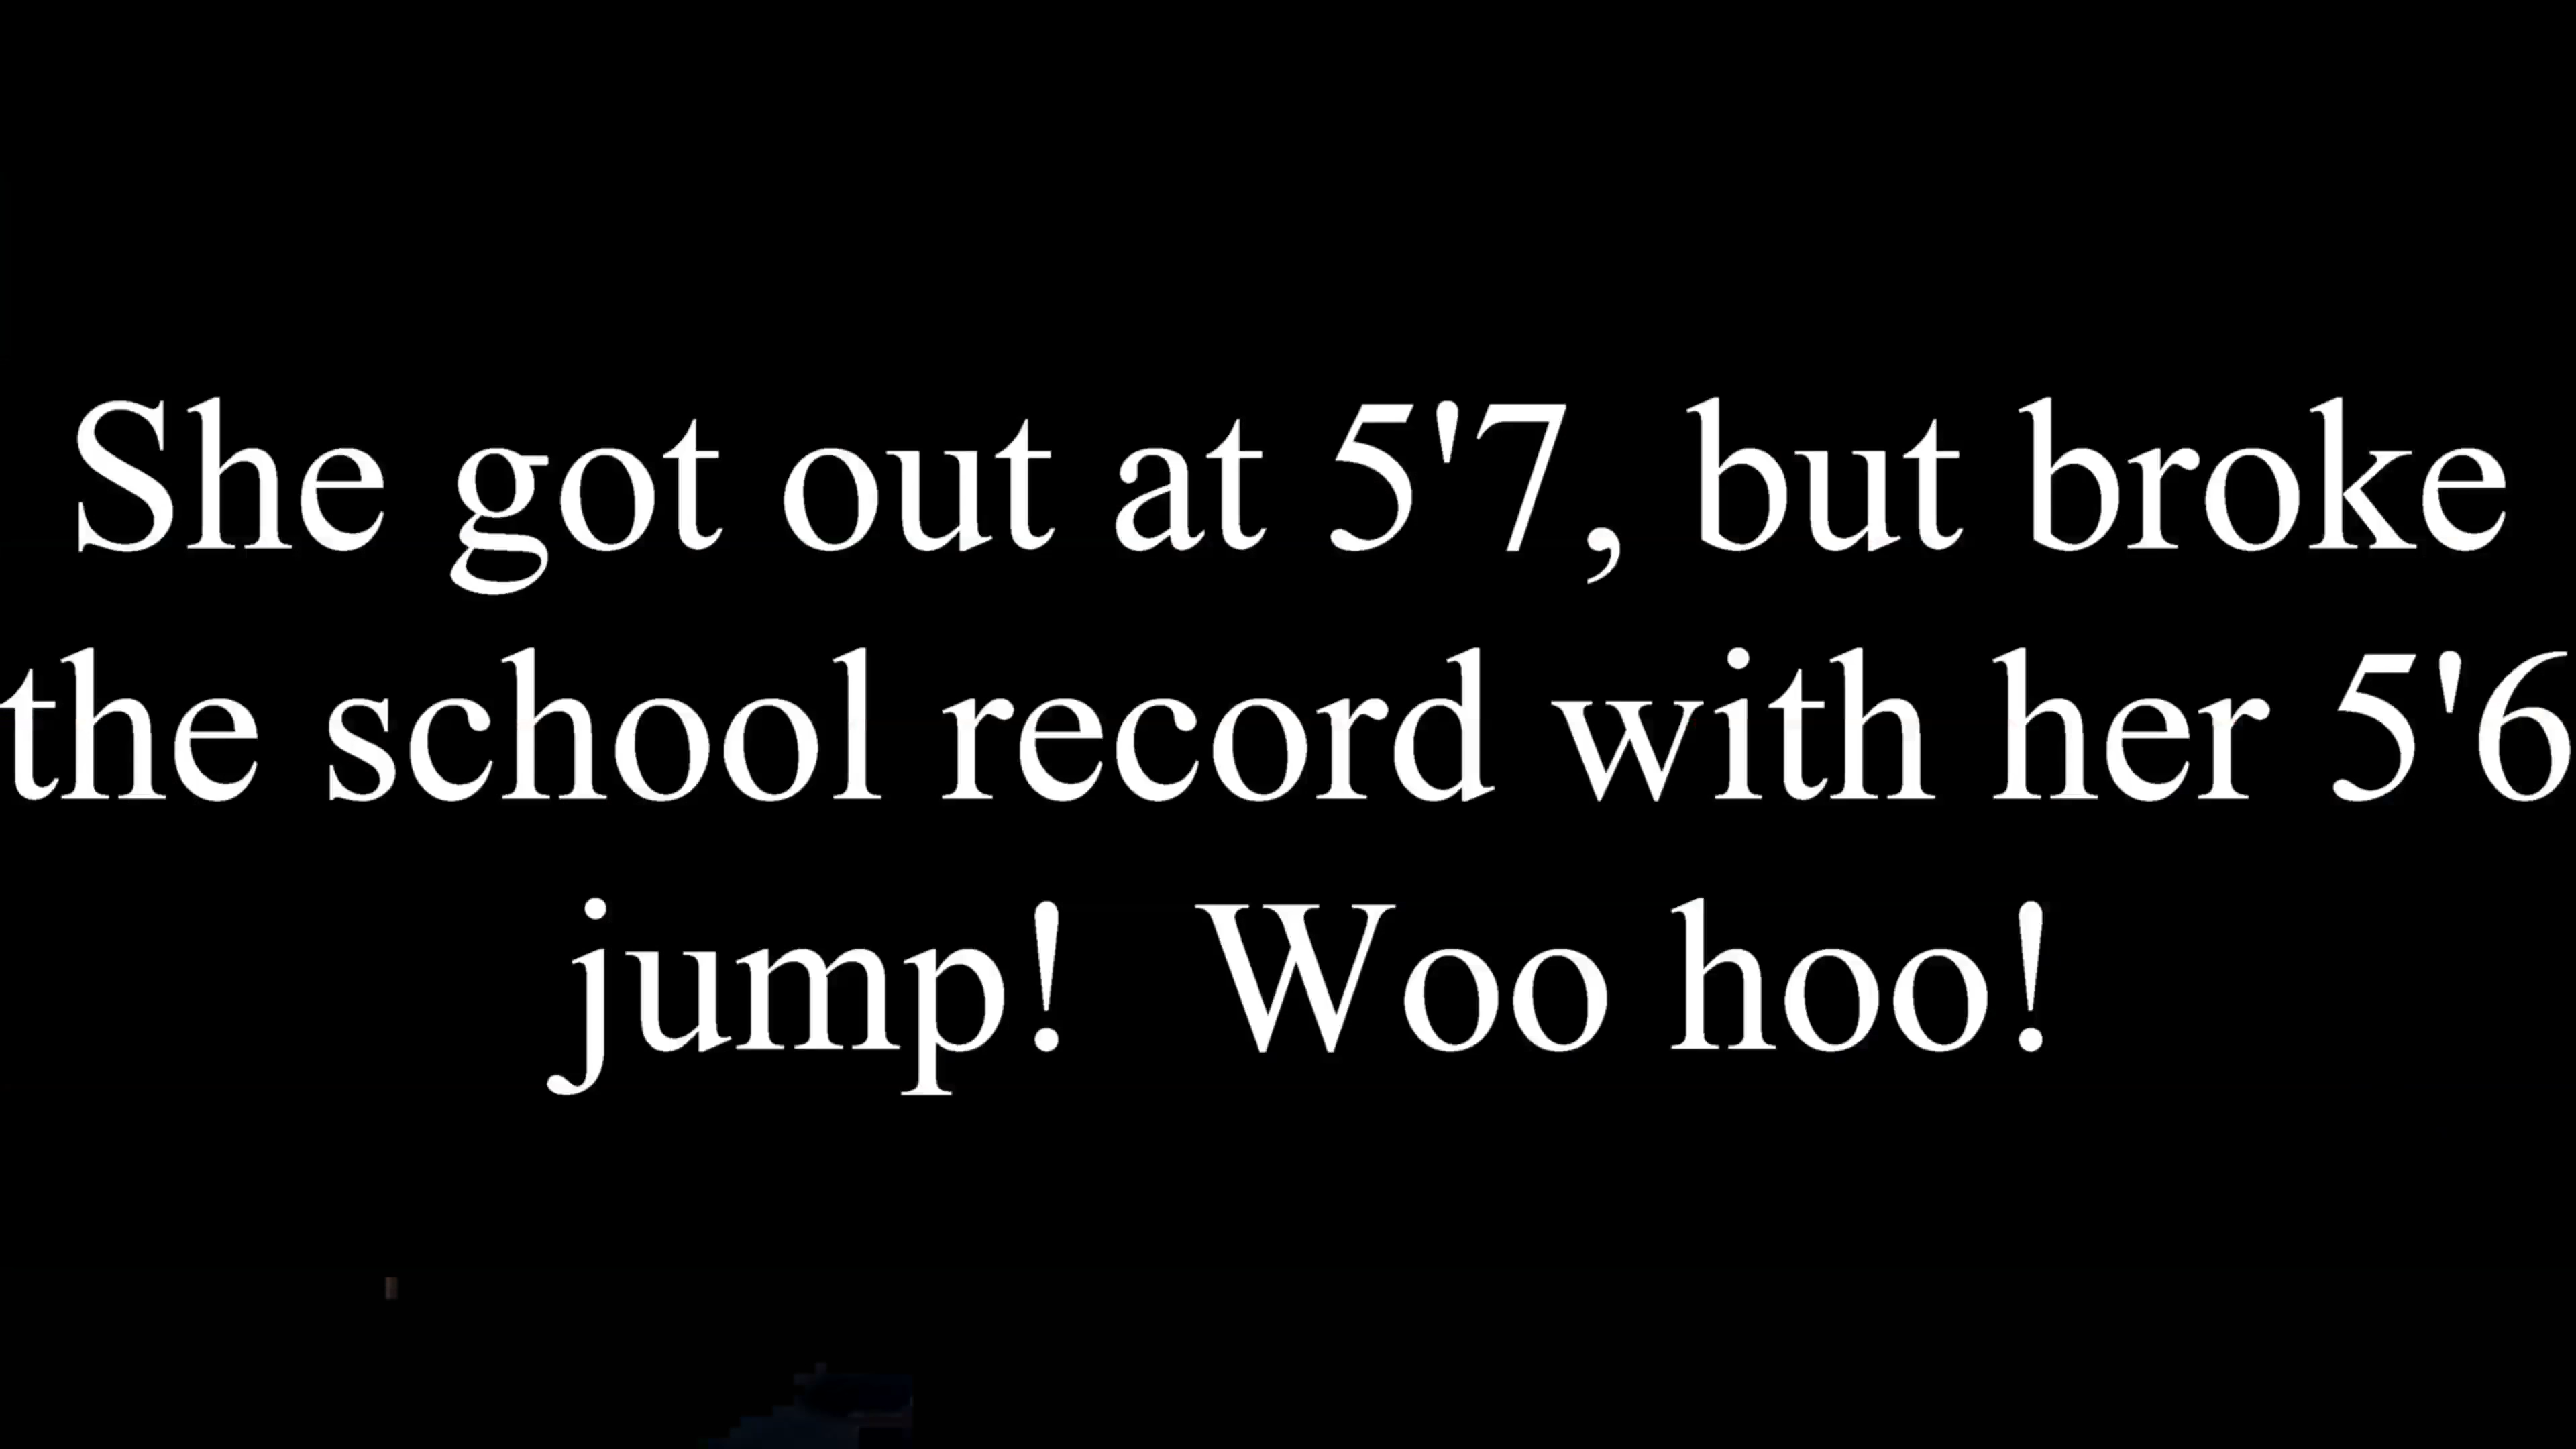 She got out at 5'7, but broke
the school record with her 5'6
jump!  Woo hoo!